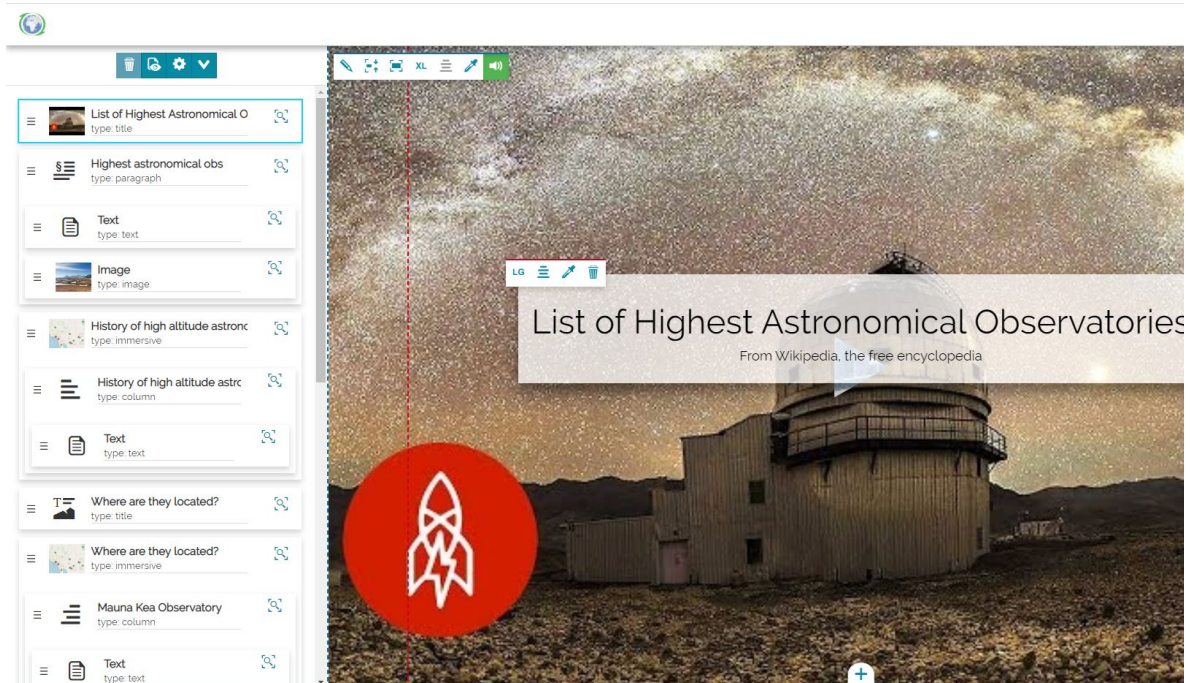 XL
List of Highest Astronomical O
type: title
Highest astronomical obs
type: paragraph
Text
type: text
Image
type: image
History of high altitude astronc
type: immersive
History of high altitude astrc
type: column
Text
type: text
Where are they located?
type: title
Where are they located?
type: immersive
Mauna Kea Observatory
type: column
Text
type: text
LG
List of Highest Astronomical Observatories
From Wikipedia, the free encyclopedia